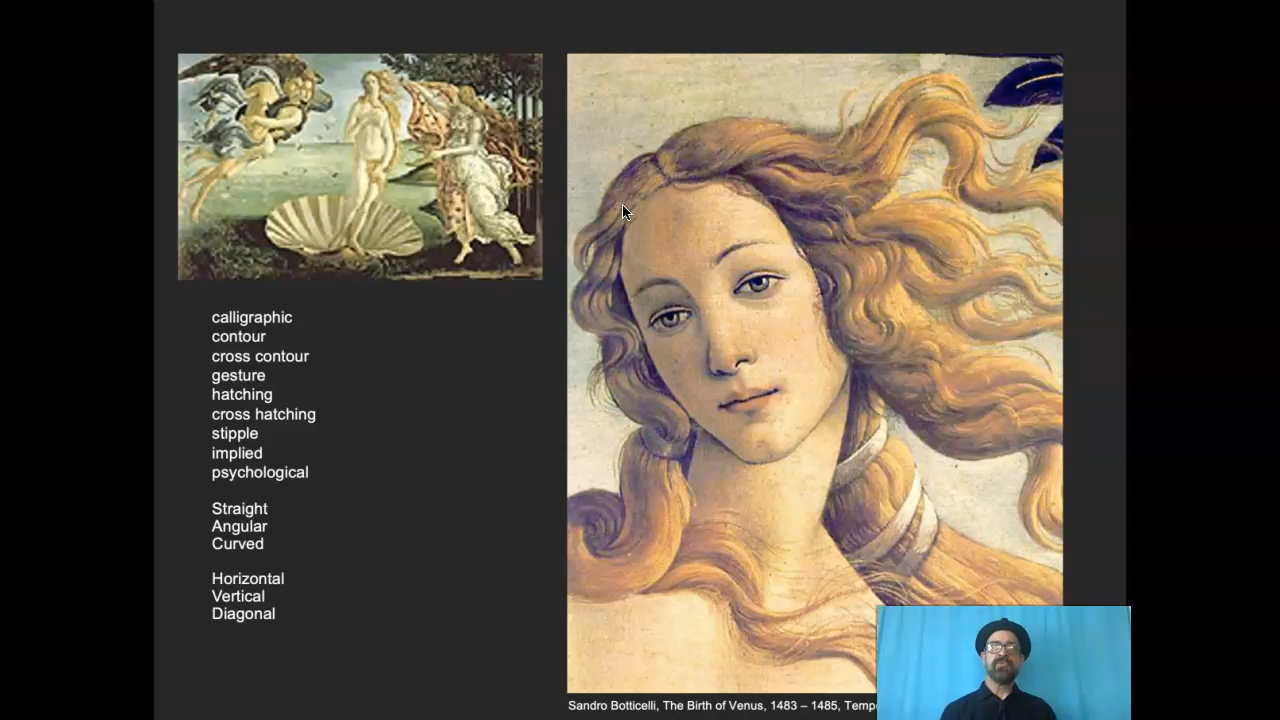 calligraphic
contour
cross contour
gesture
hatching
cross hatching
stipple
implied
psychological
Straight
Angular
Curved
Horizontal
Vertical
Diagonal
Sandro Botticelli, The Birth of Venus, 1483 – 1485,